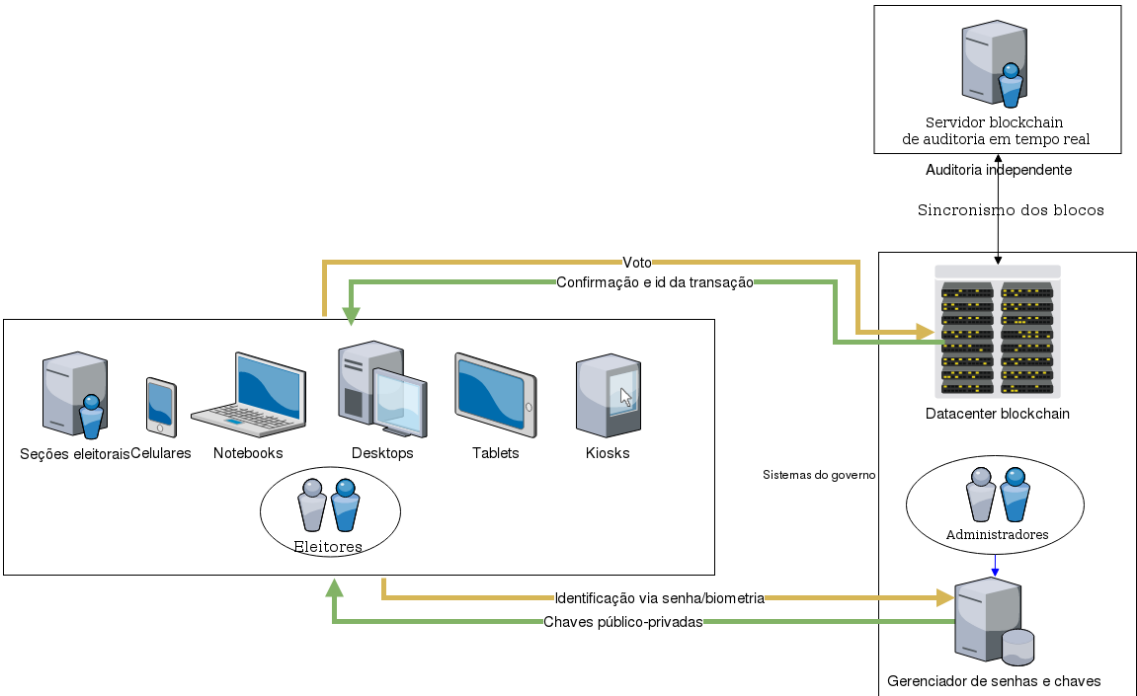 Servidor blockchain
de auditoria em tempo real
Auditoria independente
Sincronismo dos blocos
Voto
Confirmação e id da transação
Datacenter blockchain
Seções eleitorais
Celulares
Notebooks
Desktops
Tablets
Kiosks
Sistemas do governo
Eleitores
Administradores
Identificação via senha/biometria
Chaves público-privadas
Gerenciador de senhas e chaves